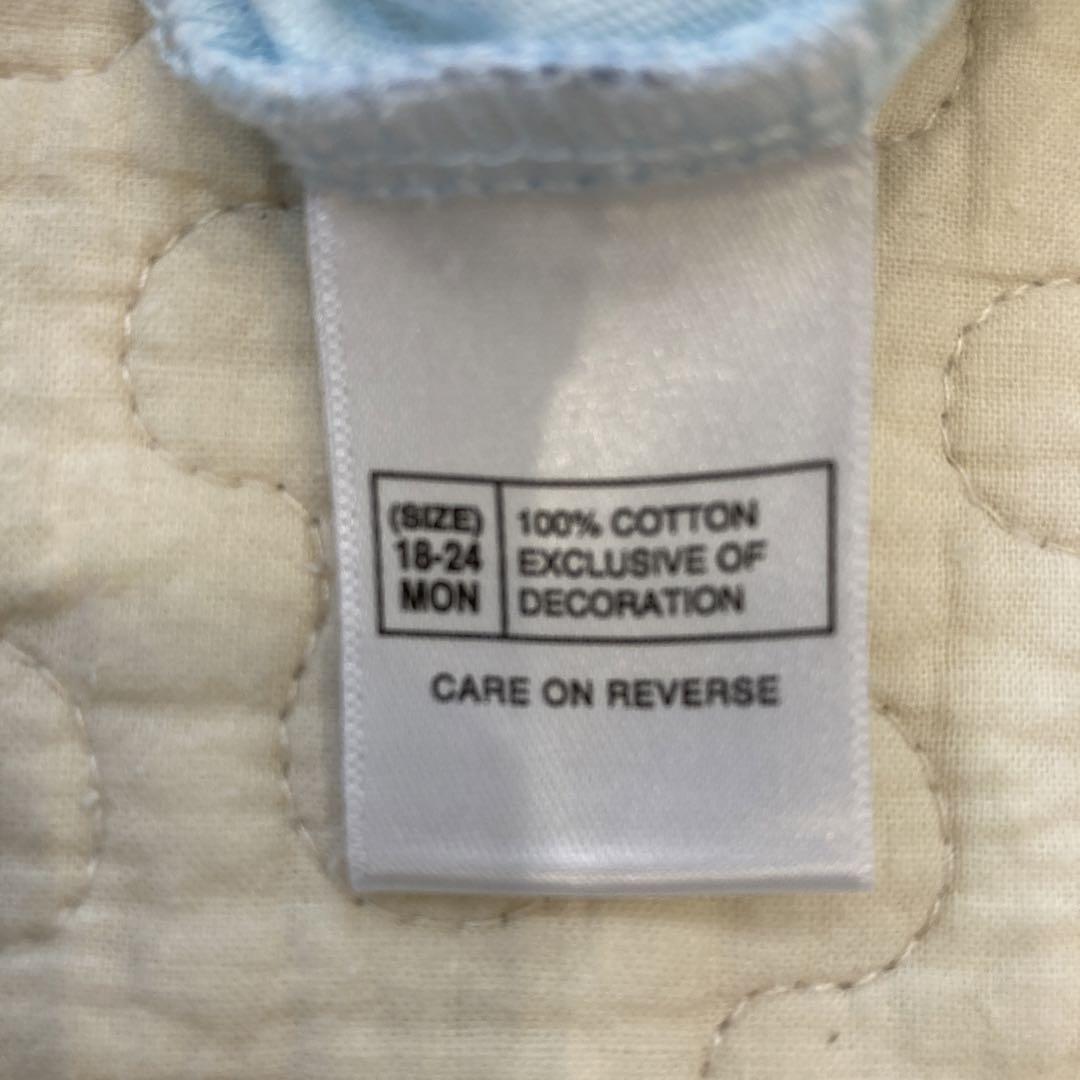 (SIZE)
18-24
MON
100% COTTON
EXCLUSIVE OF
DECORATION
CARE ON REVERSE